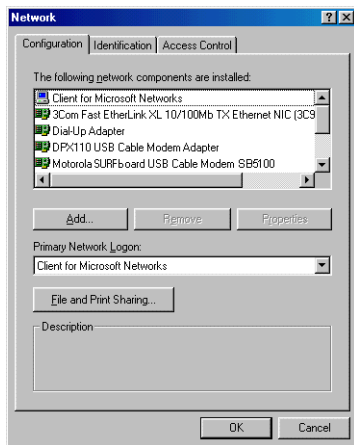 Network
Configuration Identification Access Control
The following network components are installed:
Client for Microsoft Networks
3Com Fast EtherLink XL 10/100Mb TX Ethernet NIC (3C9
Dial-Up Adapter
DPX110 USB Cable Modem Adapter
Motorola SURFboard USB Cable Modem SB5100
Add... Remove Properties
Primary Network Logon:
Client for Microsoft Networks
File and Print Sharing...
Description
OK Cancel